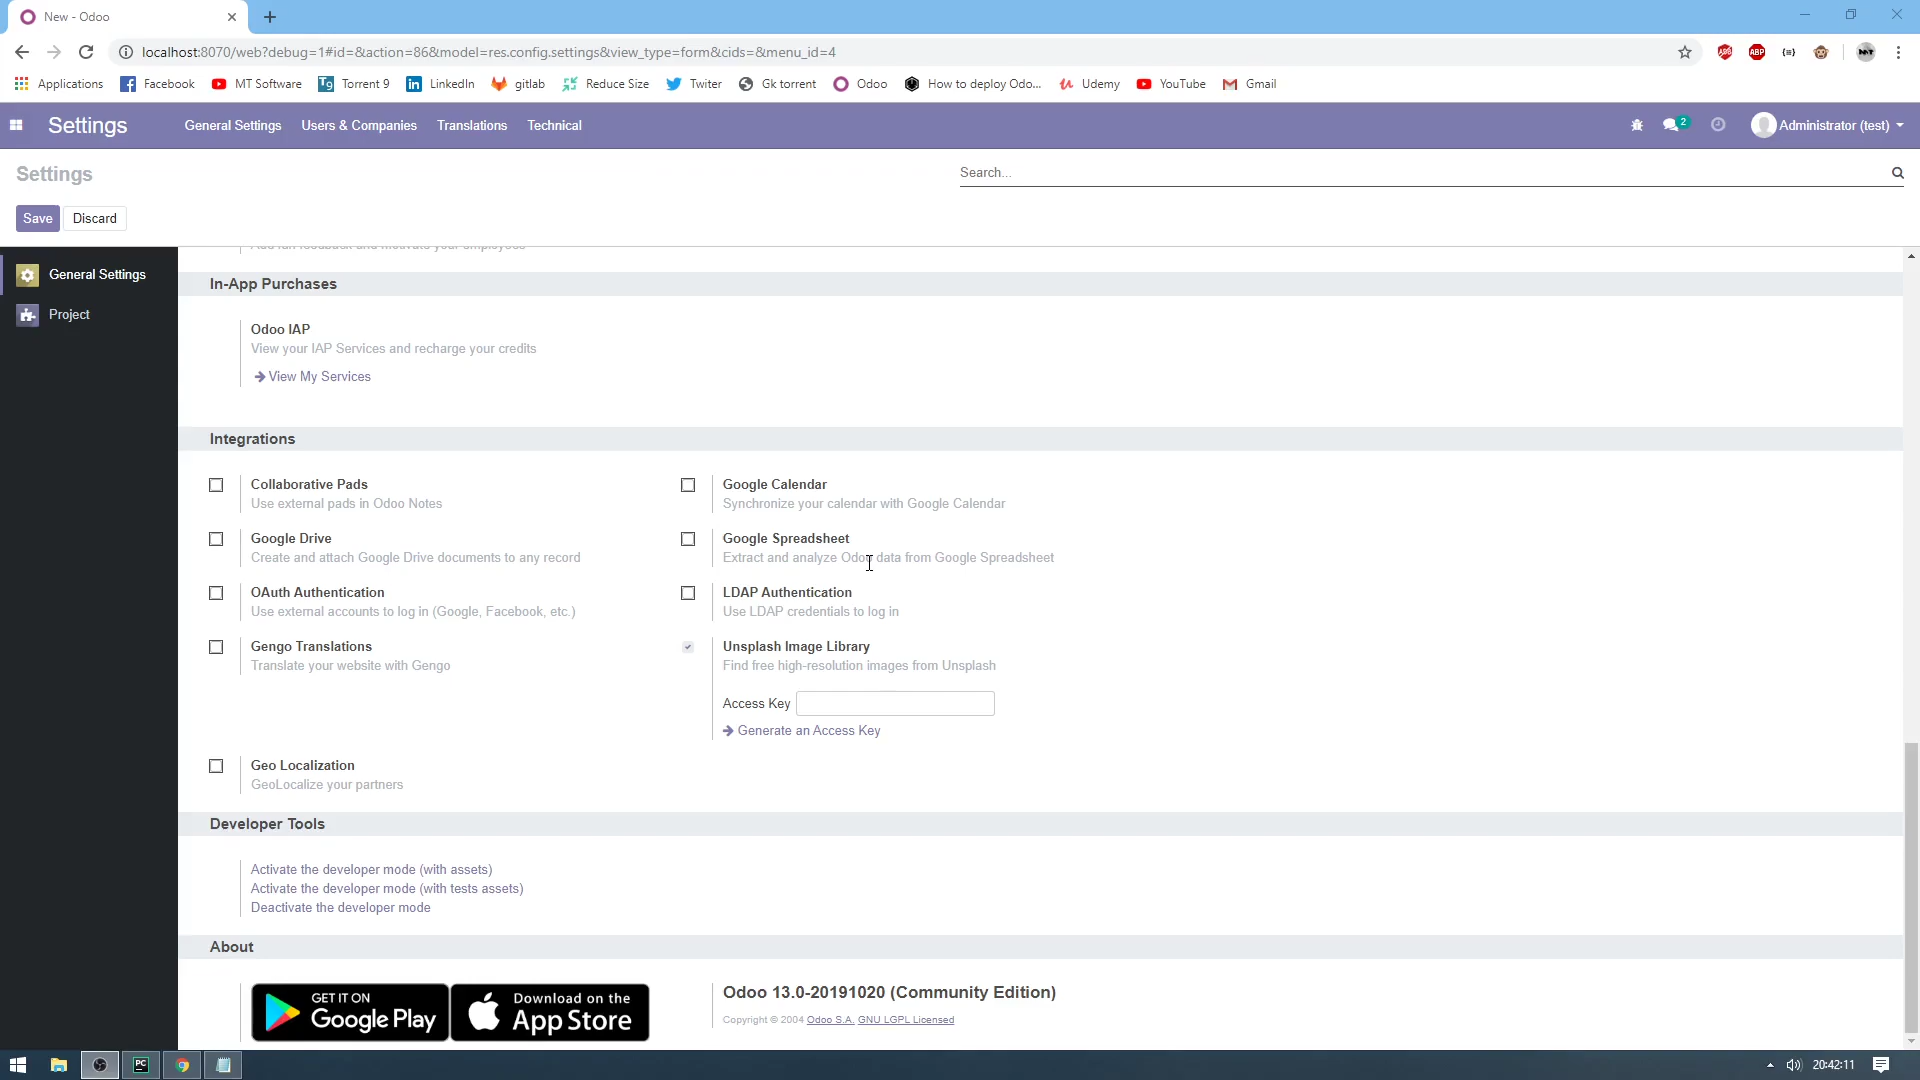 New - Odoo
localhost:8070/web?debug=1#id=&action=86&model=res.config.settings&view_type=form&cids=&menu_id=4
ABP
Applications Facebook MT Software Torrent 9 LinkedIn gitlab Reduce Size Twiter Gk torrent Odoo How to deploy Odo... Udemy YouTube Gmail
Settings General Settings Users & Companies Translations Technical 2 Administrator (test)
Settings
Search...
Save Discard
General Settings
Project
Add fun feedback and motivate your employees
In-App Purchases
Odoo IAP
View your IAP Services and recharge your credits
View My Services
Integrations
Collaborative Pads
Use external pads in Odoo Notes
Google Calendar
Synchronize your calendar with Google Calendar
Google Drive
Create and attach Google Drive documents to any record
Google Spreadsheet
Extract and analyze Odoo data from Google Spreadsheet
OAuth Authentication
Use external accounts to log in (Google, Facebook, etc.)
LDAP Authentication
Use LDAP credentials to log in
Gengo Translations
Translate your website with Gengo
Unsplash Image Library
Find free high-resolution images from Unsplash
Access Key
Generate an Access Key
Geo Localization
GeoLocalize your partners
Developer Tools
Activate the developer mode (with assets)
Activate the developer mode (with tests assets)
Deactivate the developer mode
About
GET IT ON
Google Play
Download on the
App Store
Odoo 13.0-20191020 (Community Edition)
Copyright © 2004 Odoo S.A. GNU LGPL Licensed
PC
20:42:11